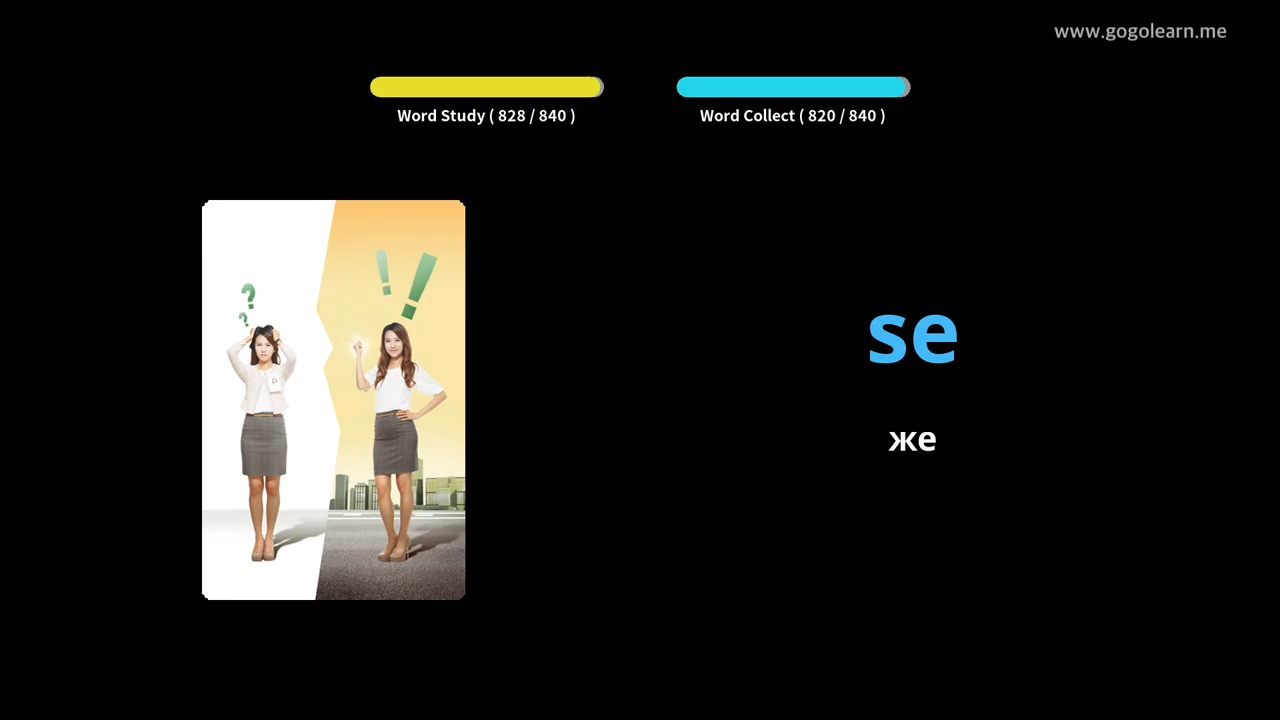 www.gogolearn.me
Word Study ( 828 / 840 )
Word Collect ( 820 / 840 )
? ?
! !
se
же